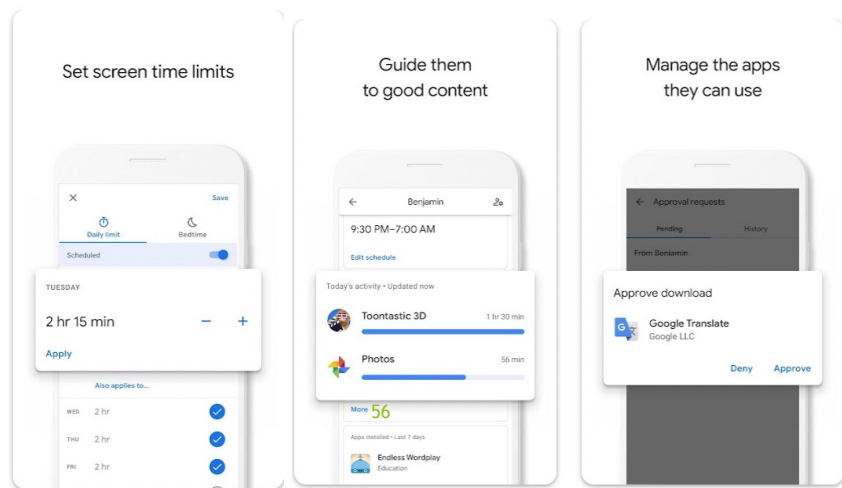 Set screen time limits
Save
Daily limit
Bedtime
Scheduled
TUESDAY
2 hr 15 min
Apply
Also applies to...
WED 2 hr
THU 2 hr
FRI 2 hr
Guide them
to good content
Benjamin
9:30 PM–7:00 AM
Edit schedule
Today's activity • Updated now
Toontastic 3D 1 hr 30 min
Photos 56 min
More 56
Apps installed • Last 7 days
Endless Wordplay
Education
Manage the apps
they can use
Approval requests
Pending History
From Benjamin
Approve download
Google Translate
Google LLC
Deny Approve